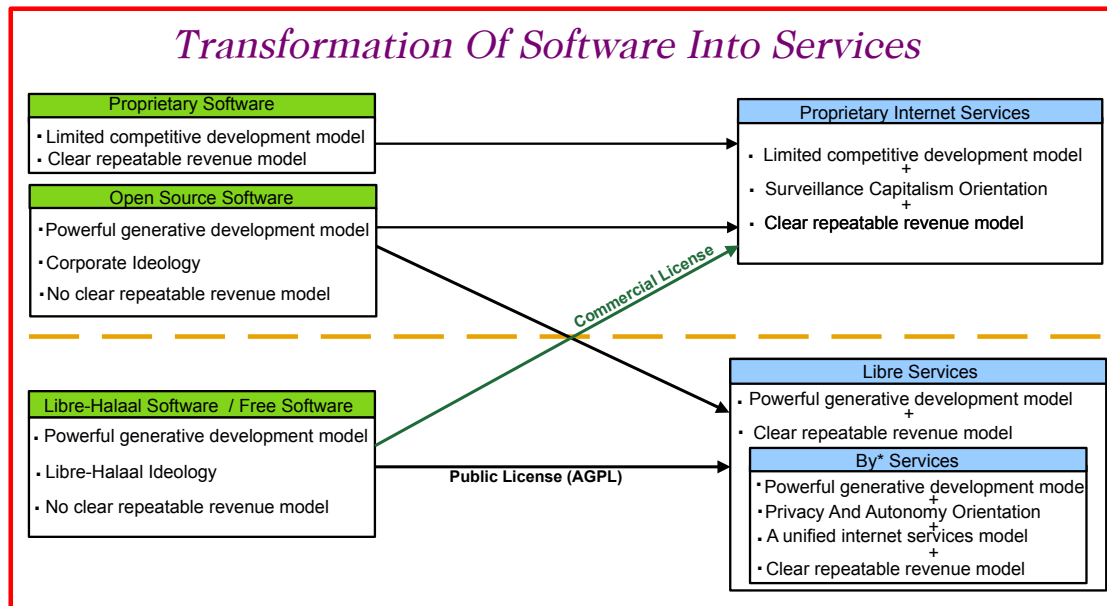 Transformation Of Software Into Services
Proprietary Software
▪ Limited competitive development model
▪ Clear repeatable revenue model
Open Source Software
▪ Powerful generative development model
▪ Corporate Ideology
▪ No clear repeatable revenue model
Proprietary Internet Services
▪ Limited competitive development model
+
▪ Surveillance Capitalism Orientation
+
▪ Clear repeatable revenue model
Commercial License
Libre-Halaal Software / Free Software
▪ Powerful generative development model
▪ Libre-Halaal Ideology
▪ No clear repeatable revenue model
Public License (AGPL)
Libre Services
▪ Powerful generative development model
+
▪ Clear repeatable revenue model
By* Services
▪ Powerful generative development mode
+
▪ Privacy And Autonomy Orientation
+
▪ A unified internet services model
+
▪ Clear repeatable revenue model